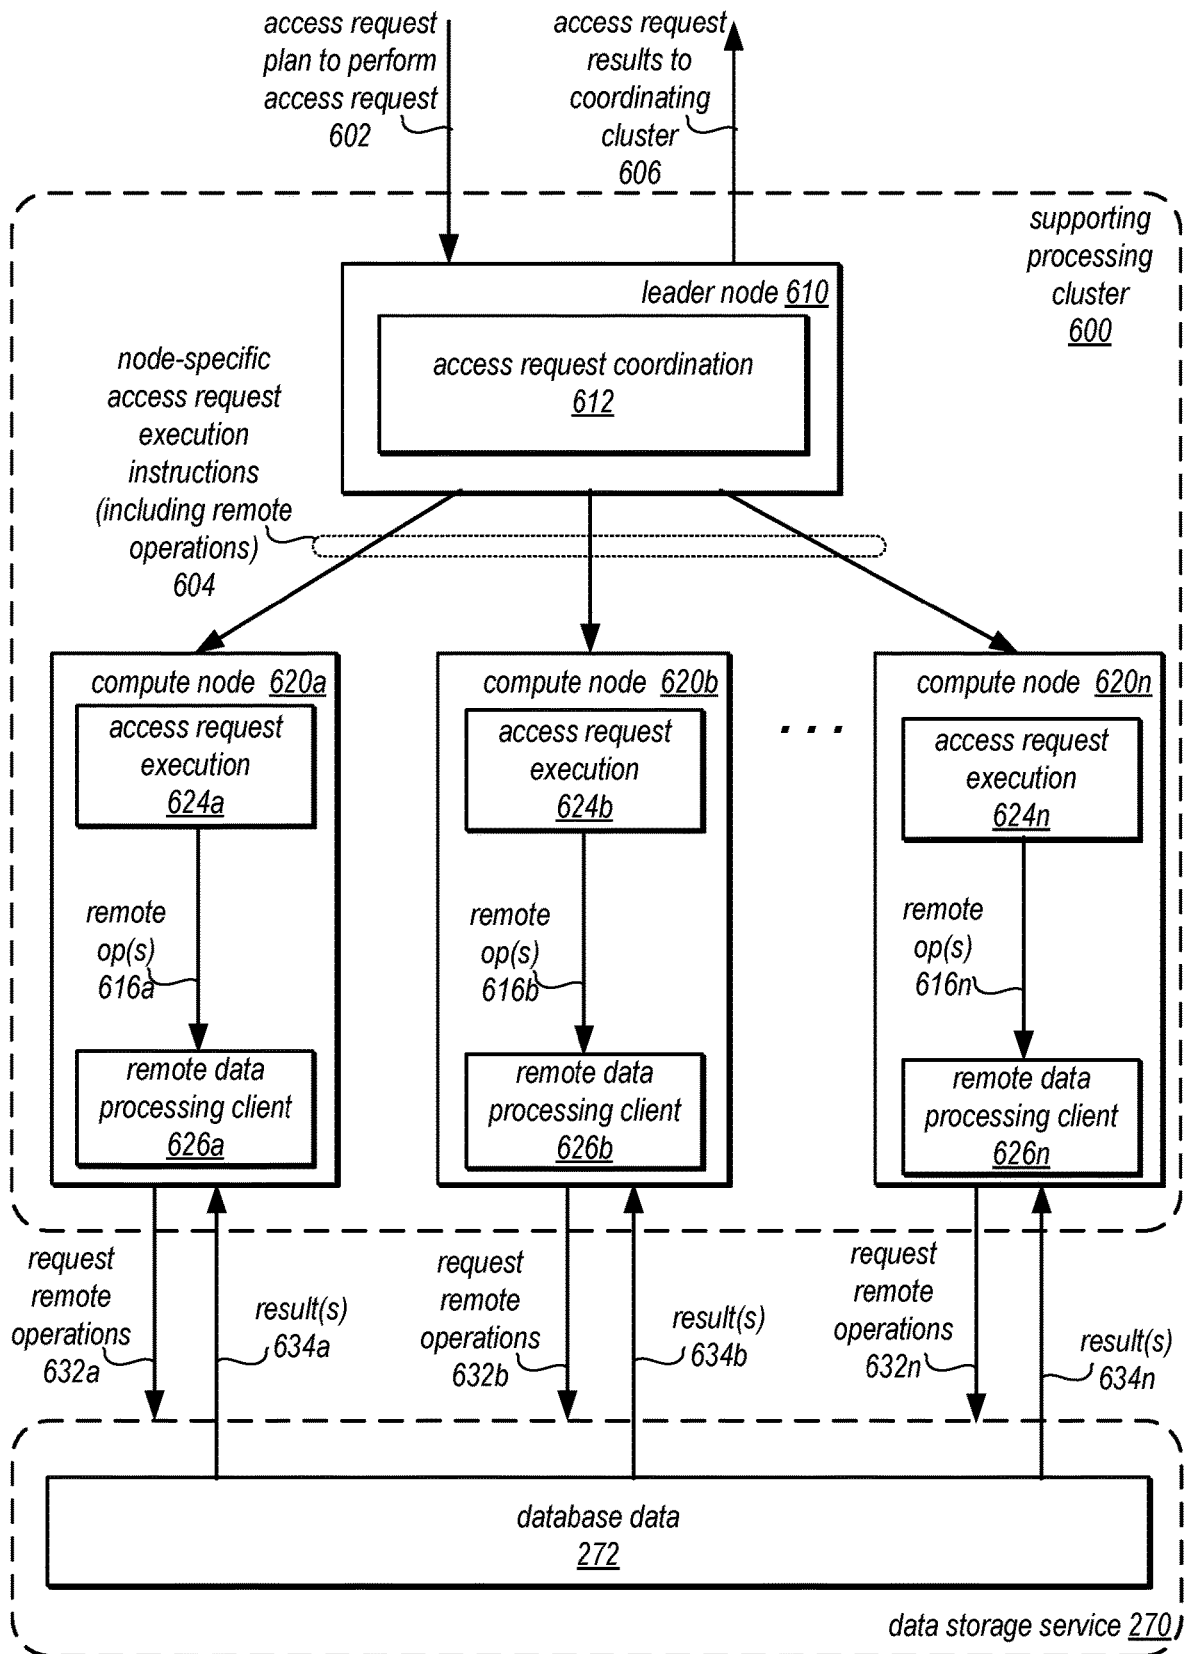 access request
plan to perform
access request
602
access request
results to
coordinating
cluster
606
supporting
processing
cluster
600
leader node 610
access request coordination
612
node-specific
access request
execution
instructions
(including remote
operations)
604
compute node 620a
access request
execution
624a
remote
op(s)
616a
remote data
processing client
626a
compute node 620b
access request
execution
624b
remote
op(s)
616b
remote data
processing client
626b
. . .
compute node 620n
access request
execution
624n
remote
op(s)
616n
remote data
processing client
626n
request
remote
operations
632a
result(s)
634a
request
remote
operations
632b
result(s)
634b
request
remote
operations
632n
result(s)
634n
database data
272
data storage service 270